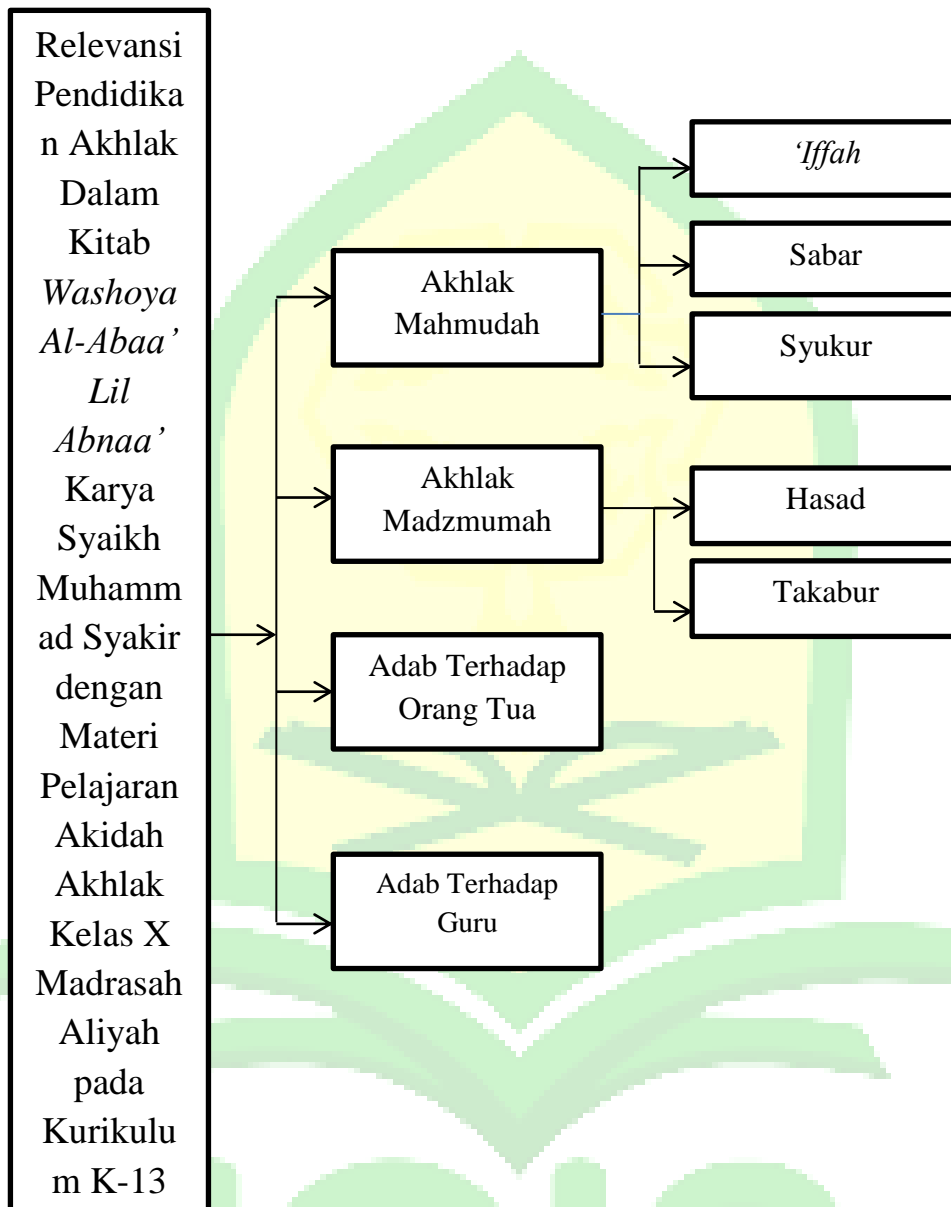 Relevansi
Pendidika
n Akhlak
Dalam
Kitab
Washoya
Al-Abaa’
Lil
Abnaa’
Karya
Syaikh
Muhamm
ad Syakir
dengan
Materi
Pelajaran
Akidah
Akhlak
Kelas X
Madrasah
Aliyah
pada
Kurikulu
m K-13
Akhlak
Mahmudah
Akhlak
Madzmumah
Adab Terhadap
Orang Tua
Adab Terhadap
Guru
‘Iffah
Sabar
Syukur
Hasad
Takabur